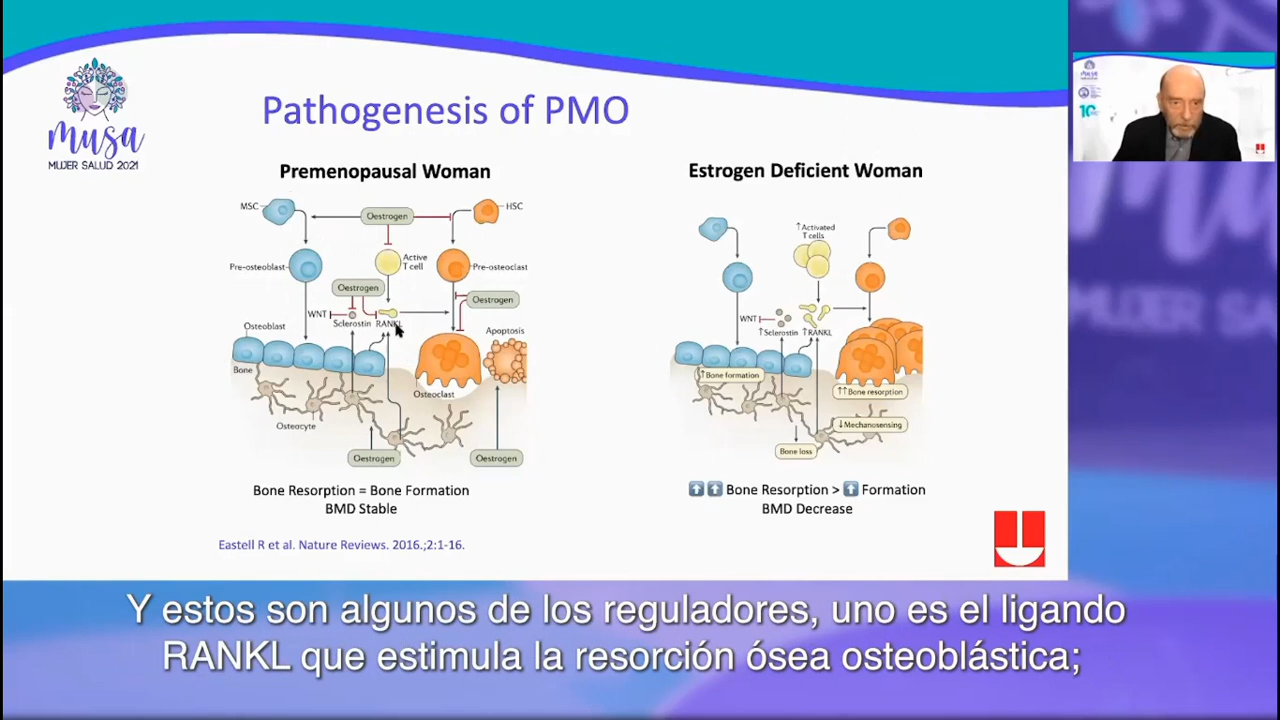 musa
MUJER SALUD 2021
Pathogenesis of PMO
Premenopausal Woman
MSC
Oestrogen
HSC
Pre-osteoblast
Active
T cell
Pre-osteoclast
Oestrogen
Oestrogen
WNT
Sclerostin
RANKL
Osteoblast
Apoptosis
Bone
Osteoclast
Osteocyte
Oestrogen
Oestrogen
Bone Resorption = Bone Formation
BMD Stable
Estrogen Deficient Woman
↑Activated
T cells
WNT
↑Sclerostin
↑RANKL
↑Bone formation
↑↑Bone resorption
↓Mechanosensing
Bone loss
⬆⬆ Bone Resorption > ⬆ Formation
BMD Decrease
Eastell R et al. Nature Reviews. 2016.;2:1-16.
Y estos son algunos de los reguladores, uno es el ligando
RANKL que estimula la resorción ósea osteoblástica;